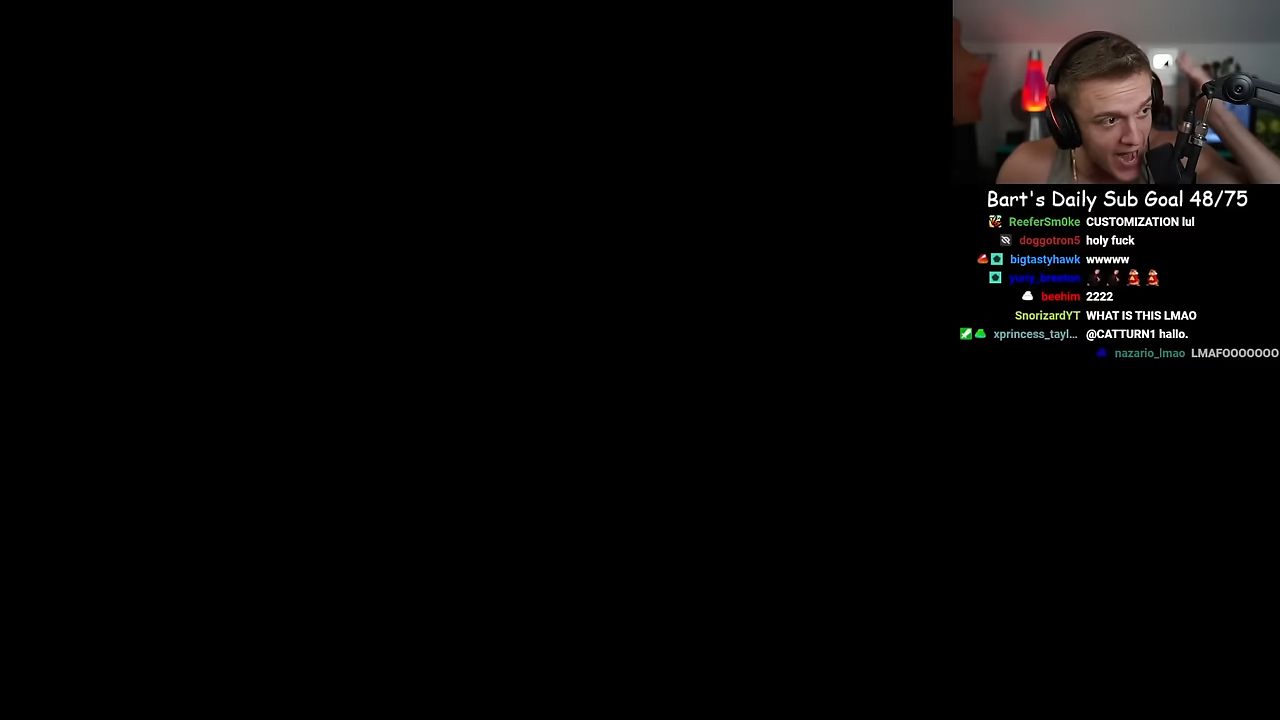 Bart's Daily Sub Goal 48/75
ReeferSm0ke CUSTOMIZATION lul
doggotron5 holy fuck
bigtastyhawk wwwww
beehim 2222
SnorizardYT WHAT IS THIS LMAO
xprincess_tayl... @CATTURN1 hallo.
nazario_lmao LMAFOOOOOOO